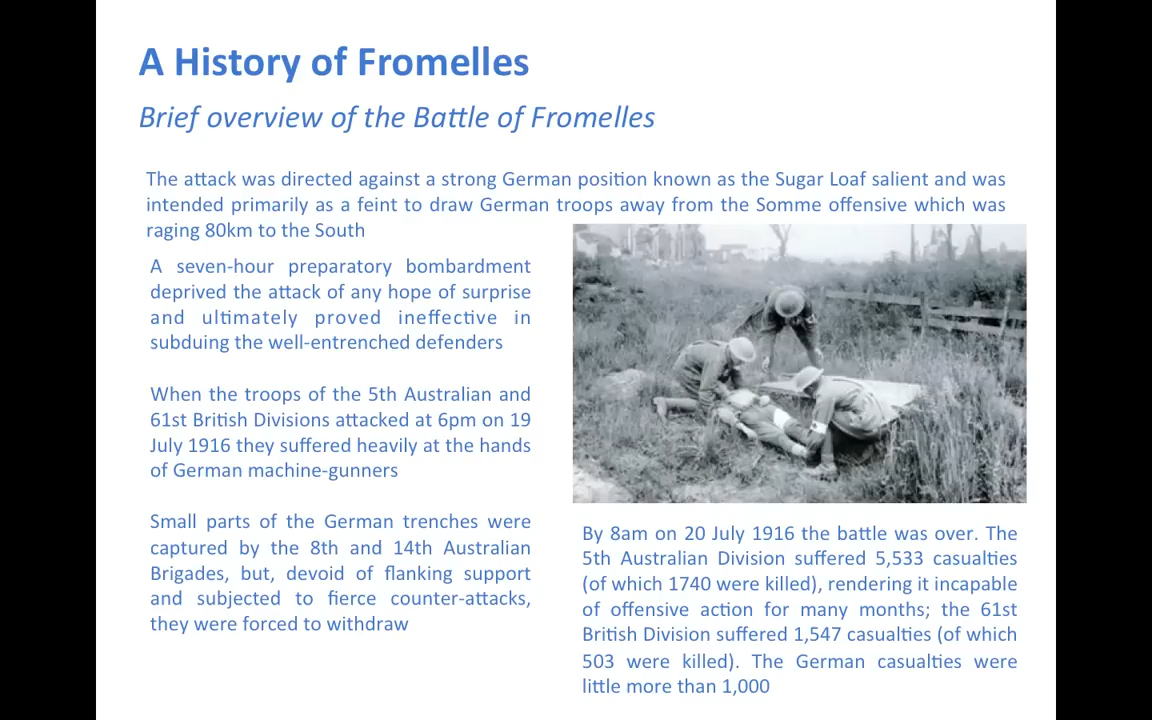 A History of Fromelles
Brief overview of the Battle of Fromelles
The attack was directed against a strong German position known as the Sugar Loaf salient and was
intended primarily as a feint to draw German troops away from the Somme offensive which was
raging 80km to the South
A seven-hour preparatory bombardment
deprived the attack of any hope of surprise
and ultimately proved ineffective in
subduing the well-entrenched defenders
When the troops of the 5th Australian and
61st British Divisions attacked at 6pm on 19
July 1916 they suffered heavily at the hands
of German machine-gunners
Small parts of the German trenches were
captured by the 8th and 14th Australian
Brigades, but, devoid of flanking support
and subjected to fierce counter-attacks,
they were forced to withdraw
By 8am on 20 July 1916 the battle was over. The
5th Australian Division suffered 5,533 casualties
(of which 1740 were killed), rendering it incapable
of offensive action for many months; the 61st
British Division suffered 1,547 casualties (of which
503 were killed). The German casualties were
little more than 1,000